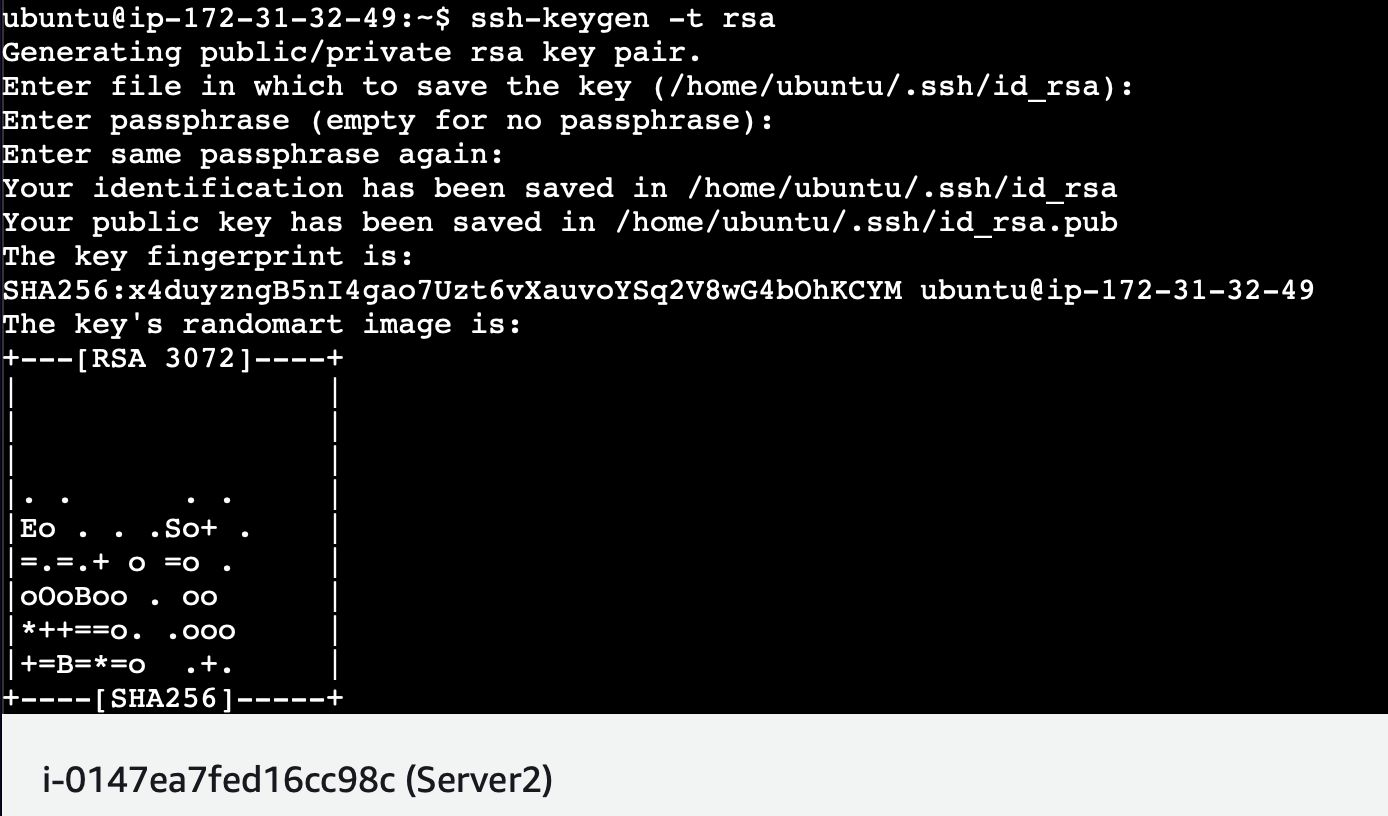 ubuntu@ip-172-31-32-49:~$ ssh-keygen -t rsa
Generating public/private rsa key pair.
Enter file in which to save the key (/home/ubuntu/.ssh/id_rsa):
Enter passphrase (empty for no passphrase):
Enter same passphrase again:
Your identification has been saved in /home/ubuntu/.ssh/id_rsa
Your public key has been saved in /home/ubuntu/.ssh/id_rsa.pub
The key fingerprint is:
SHA256:x4duyzngB5nI4gao7Uzt6vXauvoYSq2V8wG4bOhKCYM ubuntu@ip-172-31-32-49
The key's randomart image is:
+---[RSA 3072]----+
|                 |
|                 |
|                 |
|. .      . .     |
|Eo . . .So+ .    |
|=.=.+ o =o .     |
|oOoBoo . oo      |
|*++==o. .ooo     |
|+=B=*=o  .+.     |
+----[SHA256]-----+
i-0147ea7fed16cc98c (Server2)